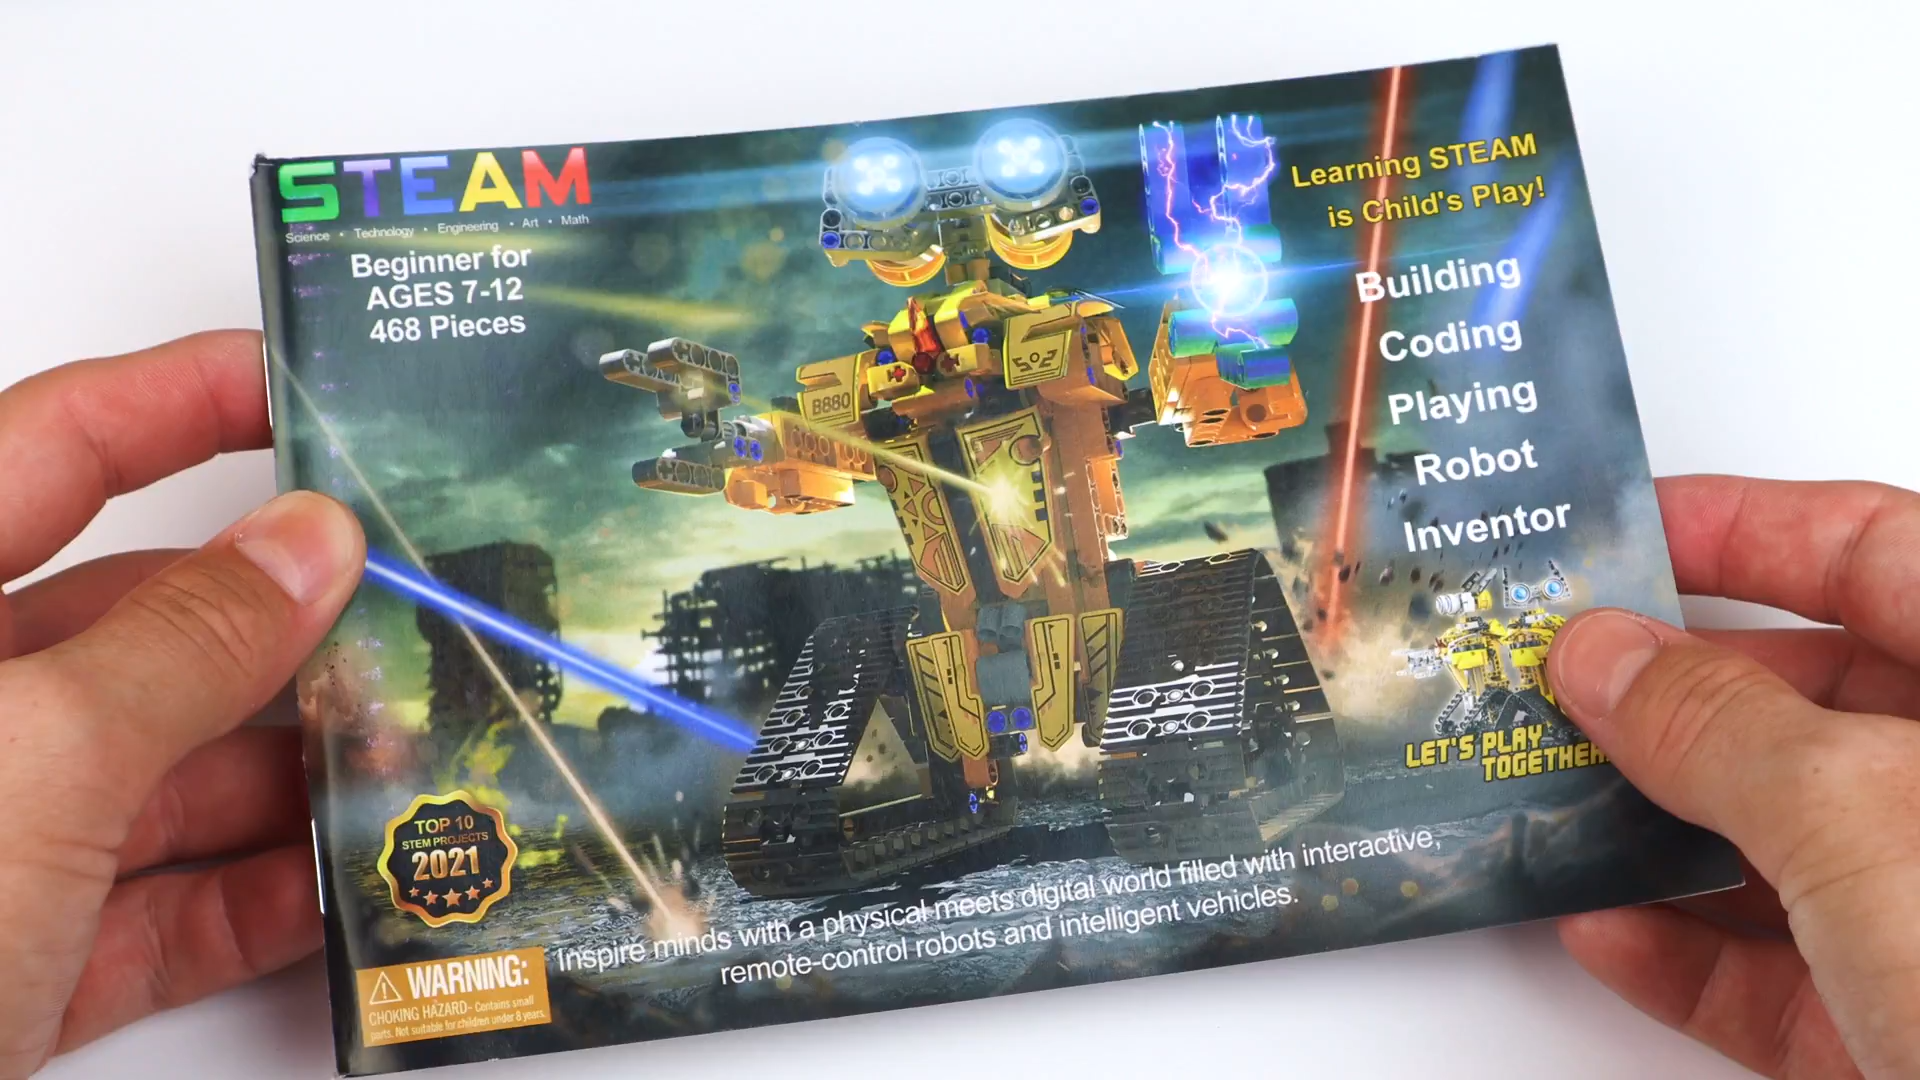 STEAM
Science • Technology • Engineering • Art • Math
Beginner for
AGES 7-12
468 Pieces
Learning STEAM
is Child's Play!
Building
Coding
Playing
Robot
Inventor
B880
LET'S PLAY
TOGETHER
TOP 10
STEM PROJECTS
2021
Inspire minds with a physical meets digital world filled with interactive,
remote-control robots and intelligent vehicles.
WARNING:
CHOKING HAZARD- Contains small
parts. Not suitable for children under 8 years.